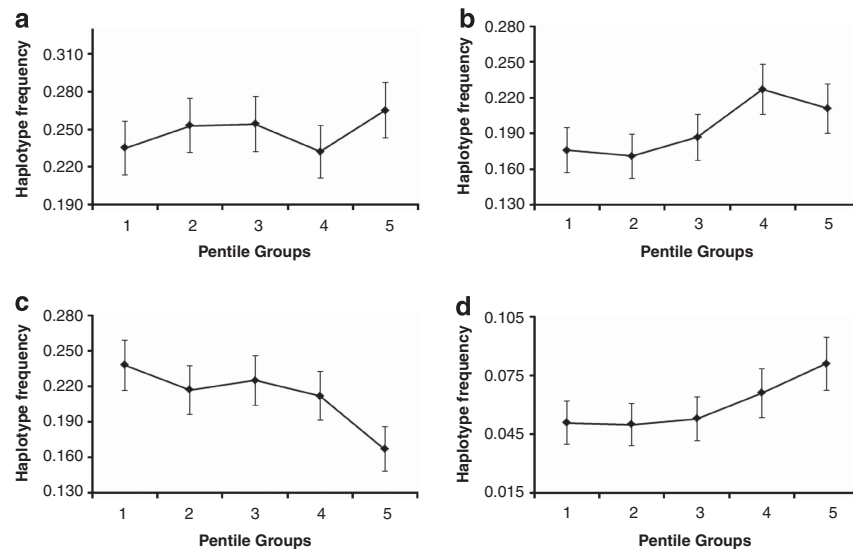 a
Haplotype frequency
0.310
0.280
0.250
0.220
0.190
1 2 3 4 5
Pentile Groups
b
Haplotype frequency
0.280
0.250
0.220
0.190
0.160
0.130
1 2 3 4 5
Pentile Groups
c
Haplotype frequency
0.280
0.250
0.220
0.190
0.160
0.130
1 2 3 4 5
Pentile Groups
d
Haplotype frequency
0.105
0.075
0.045
0.015
1 2 3 4 5
Pentile Groups